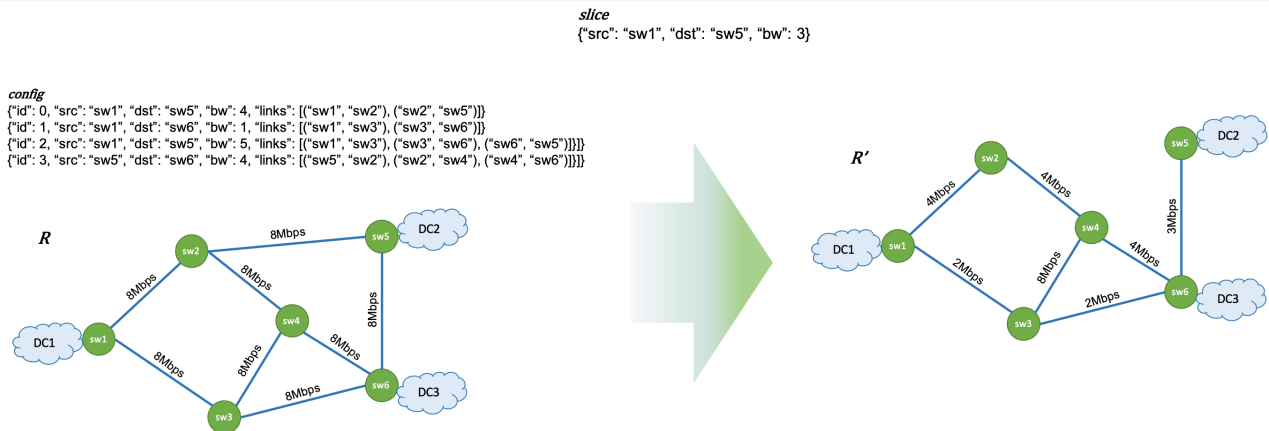 slice
{“src”: “sw1”, “dst”: “sw5”, “bw”: 3}
config
{“id”: 0, “src”: “sw1”, “dst”: “sw5”, “bw”: 4, “links”: [(“sw1”, “sw2”), (“sw2”, “sw5”)]}
{“id”: 1, “src”: “sw1”, “dst”: “sw6”, “bw”: 1, “links”: [(“sw1”, “sw3”), (“sw3”, “sw6”)]}
{“id”: 2, “src”: “sw1”, “dst”: “sw5”, “bw”: 5, “links”: [(“sw1”, “sw3”), (“sw3”, “sw6”), (“sw6”, “sw5”)]}]}
{“id”: 3, “src”: “sw5”, “dst”: “sw6”, “bw”: 4, “links”: [(“sw5”, “sw2”), (“sw2”, “sw4”), (“sw4”, “sw6”)]}]}
R
sw2
8Mbps
sw5
DC2
8Mbps
8Mbps
sw4
8Mbps
DC1
sw1
8Mbps
8Mbps
8Mbps
8Mbps
sw6
DC3
sw3
R’
sw2
sw5
DC2
4Mbps
4Mbps
3Mbps
sw4
DC1
sw1
4Mbps
2Mbps
8Mbps
2Mbps
sw6
DC3
sw3